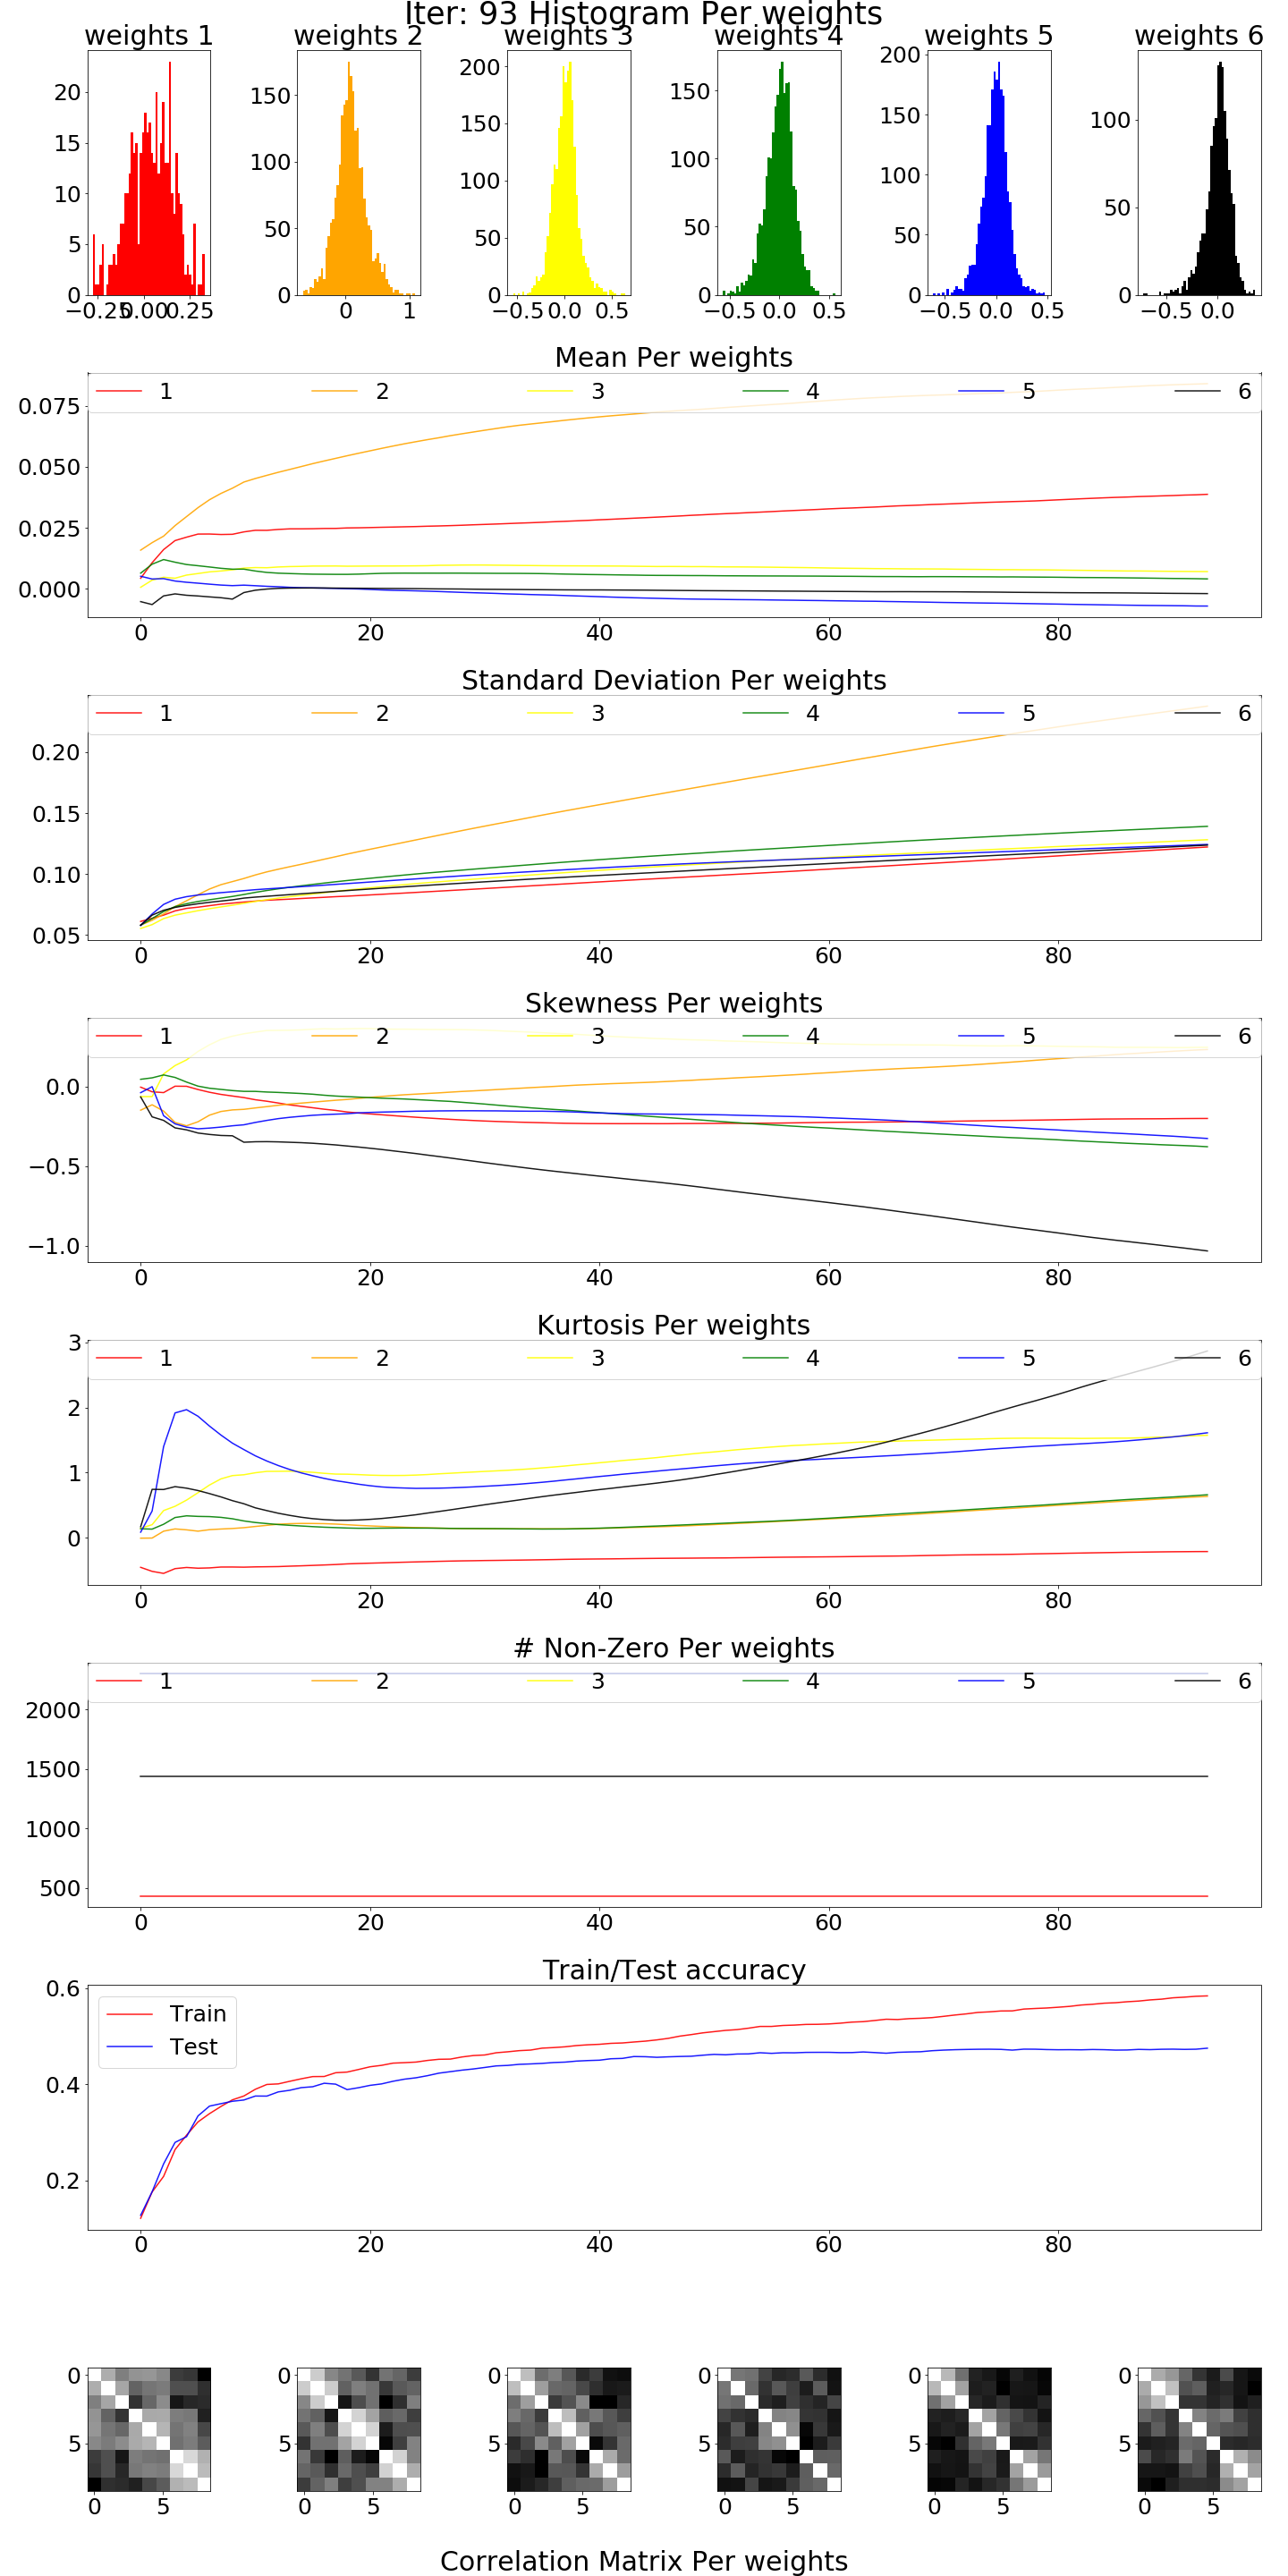 Iter: 93 Histogram Per weights
weights 1 weights 2 weights 3 weights 4 weights 5 weights 6
20
15
10
5
0
−0.25 0.00 0.25
150
100
50
0
0 1
200
150
100
50
0
−0.5 0.0 0.5
150
100
50
0
−0.5 0.0 0.5
200
150
100
50
0
−0.5 0.0 0.5
100
50
0
−0.5 0.0
Mean Per weights
1 2 3 4 5 6
0.075
0.050
0.025
0.000
0 20 40 60 80
Standard Deviation Per weights
1 2 3 4 5 6
0.20
0.15
0.10
0.05
0 20 40 60 80
Skewness Per weights
1 2 3 4 5 6
0.0
−0.5
−1.0
0 20 40 60 80
Kurtosis Per weights
1 2 3 4 5 6
3
2
1
0
0 20 40 60 80
# Non-Zero Per weights
1 2 3 4 5 6
2000
1500
1000
500
0 20 40 60 80
Train/Test accuracy
Train
Test
0.6
0.4
0.2
0 20 40 60 80
0 0 0 0 0 0
5 5 5 5 5 5
0 5 0 5 0 5 0 5 0 5 0 5
Correlation Matrix Per weights